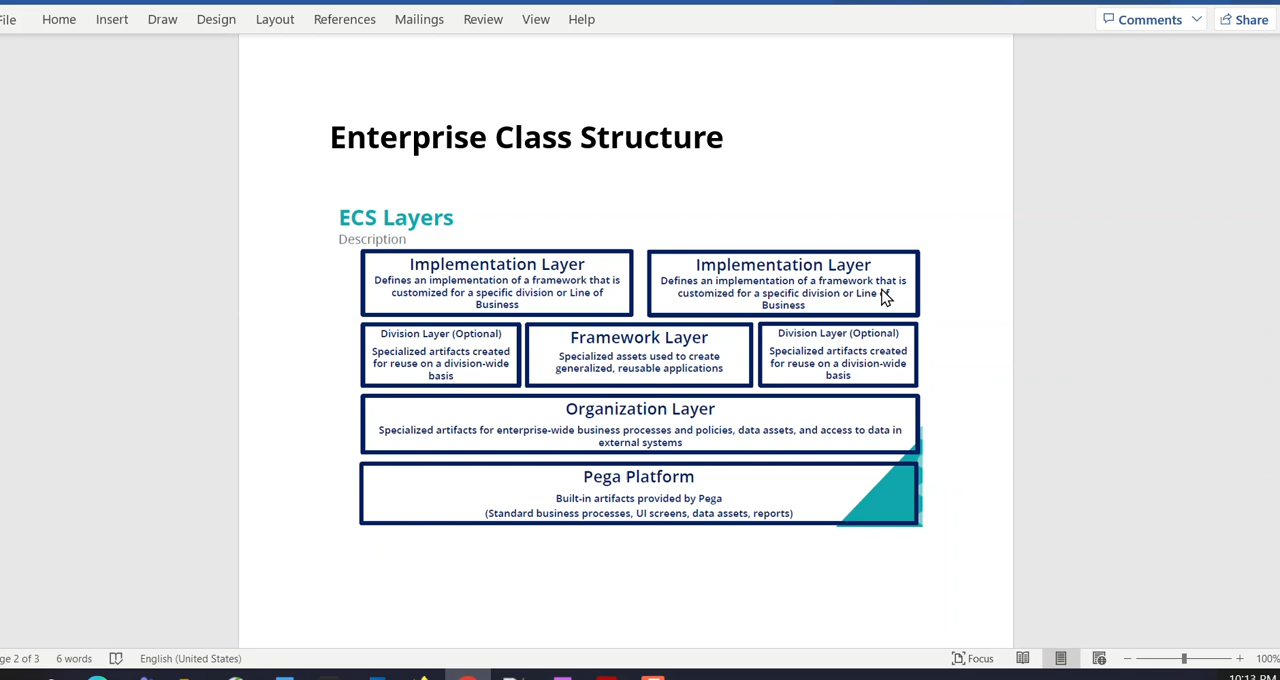 File Home Insert Draw Design Layout References Mailings Review View Help Comments Share
Enterprise Class Structure
ECS Layers
Description
Implementation Layer
Defines an implementation of a framework that is
customized for a specific division or Line of
Business
Implementation Layer
Defines an implementation of a framework that is
customized for a specific division or Line of
Business
Division Layer (Optional)
Specialized artifacts created
for reuse on a division-wide
basis
Framework Layer
Specialized assets used to create
generalized, reusable applications
Division Layer (Optional)
Specialized artifacts created
for reuse on a division-wide
basis
Organization Layer
Specialized artifacts for enterprise-wide business processes and policies, data assets, and access to data in
external systems
Pega Platform
Built-in artifacts provided by Pega
(Standard business processes, UI screens, data assets, reports)
ge 2 of 3 6 words English (United States) Focus 100%
10:13 PM